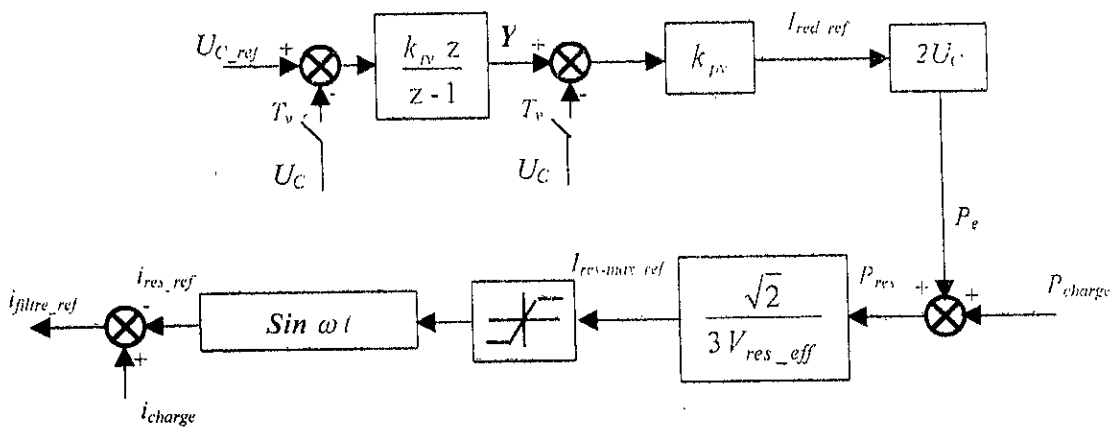 U_C_ref + - k_pv z / z - 1 Y + - k_pv I_red_ref 2U_C
T_v T_v
U_C U_C
P_e
i_filtre_ref - i_res_ref Sin ωt I_res-max_ref √2 / 3 V_res_eff P_res + + P_charge
+
i_charge